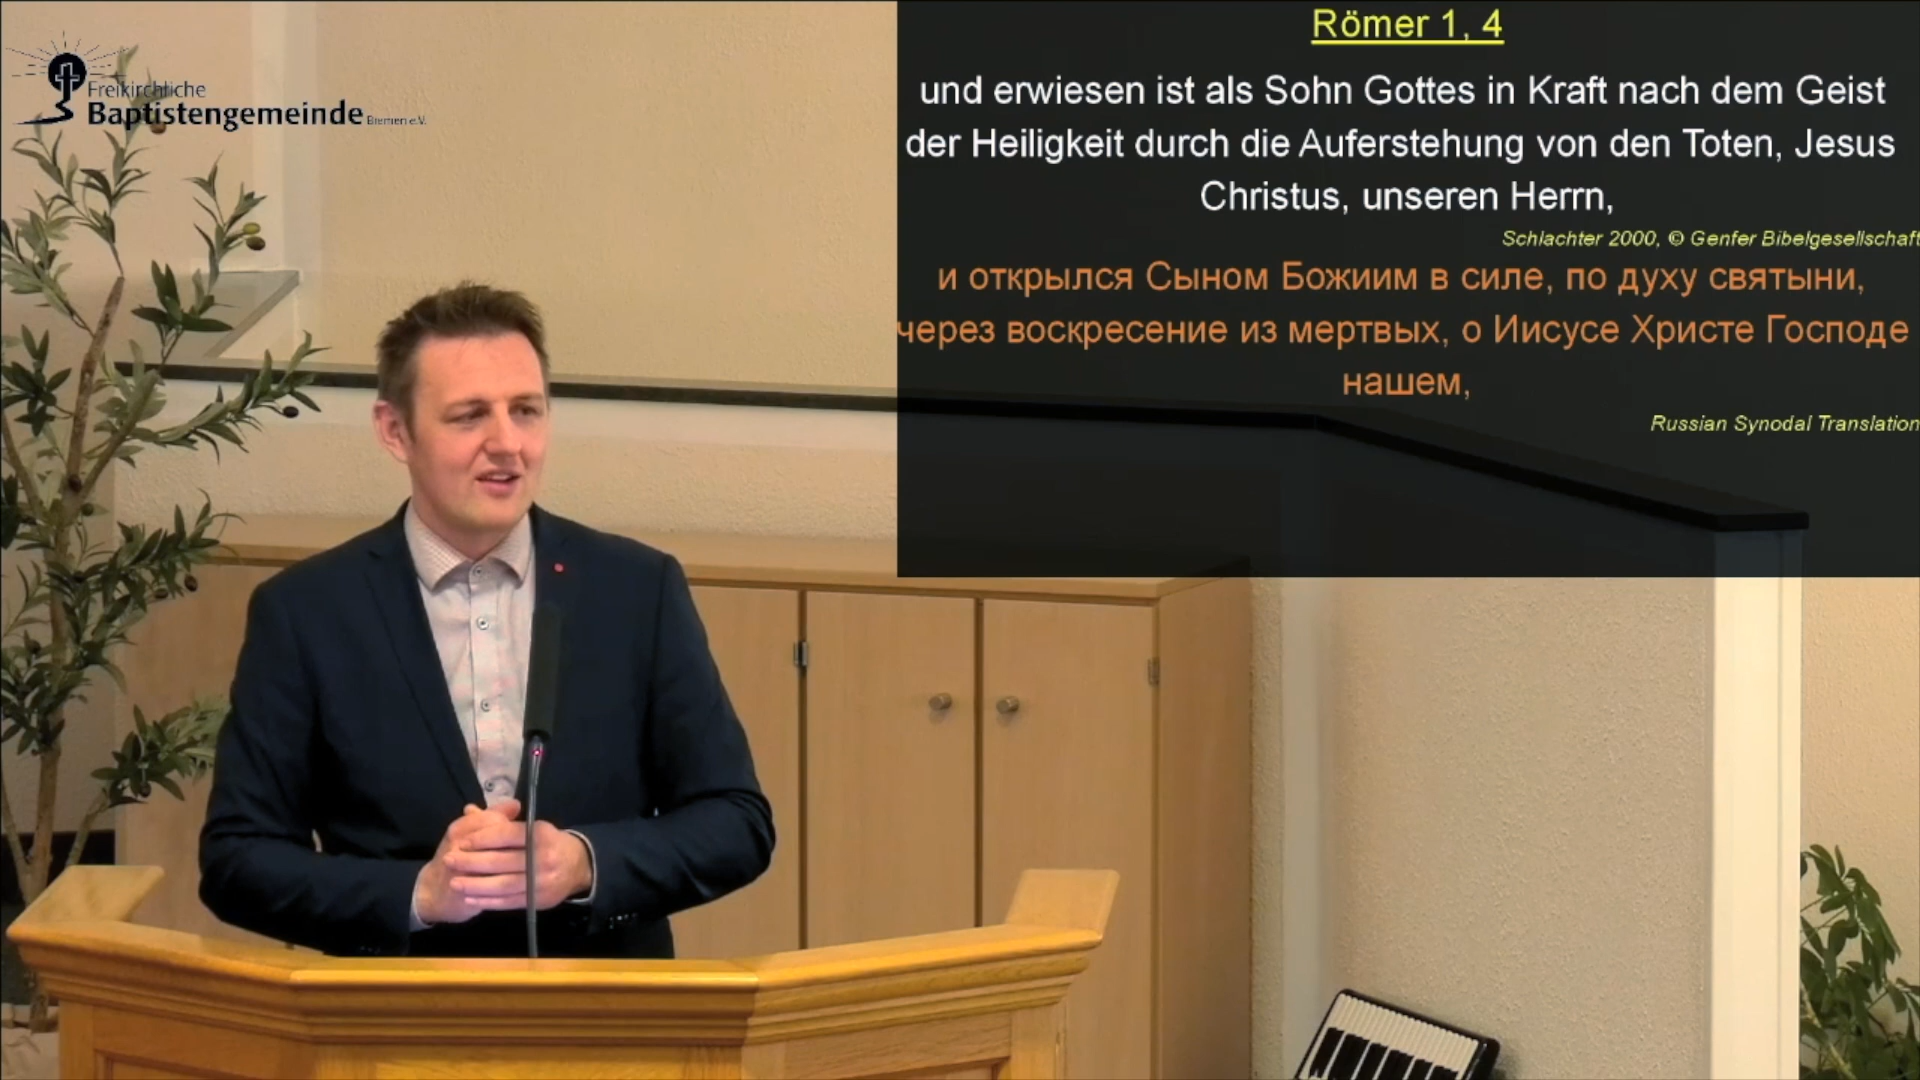 Freikirchliche
Baptistengemeinde Bremen e.V.
Römer 1, 4
und erwiesen ist als Sohn Gottes in Kraft nach dem Geist
der Heiligkeit durch die Auferstehung von den Toten, Jesus
Christus, unseren Herrn,
Schlachter 2000, © Genfer Bibelgesellschaft
и открылся Сыном Божиим в силе, по духу святыни,
через воскресение из мертвых, о Иисусе Христе Господе
нашем,
Russian Synodal Translation